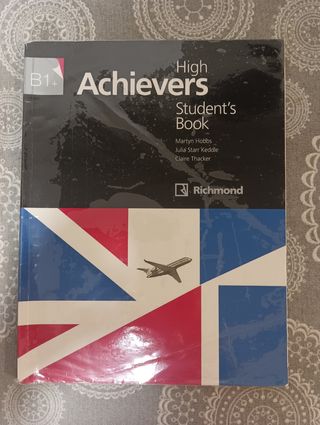 B1+
High
Achievers
Student's
Book
Martyn Hobbs
Julia Starr Keddle
Claire Thacker
R Richmond